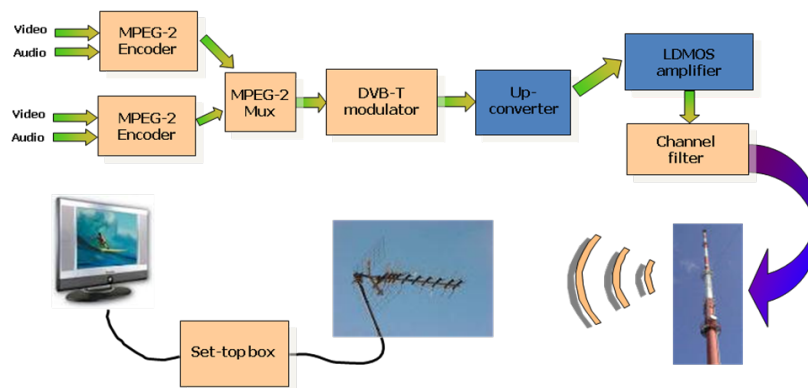 Video
Audio
MPEG-2
Encoder
Video
Audio
MPEG-2
Encoder
MPEG-2
Mux
DVB-T
modulator
Up-
converter
LDMOS
amplifier
Channel
filter
Set-top box